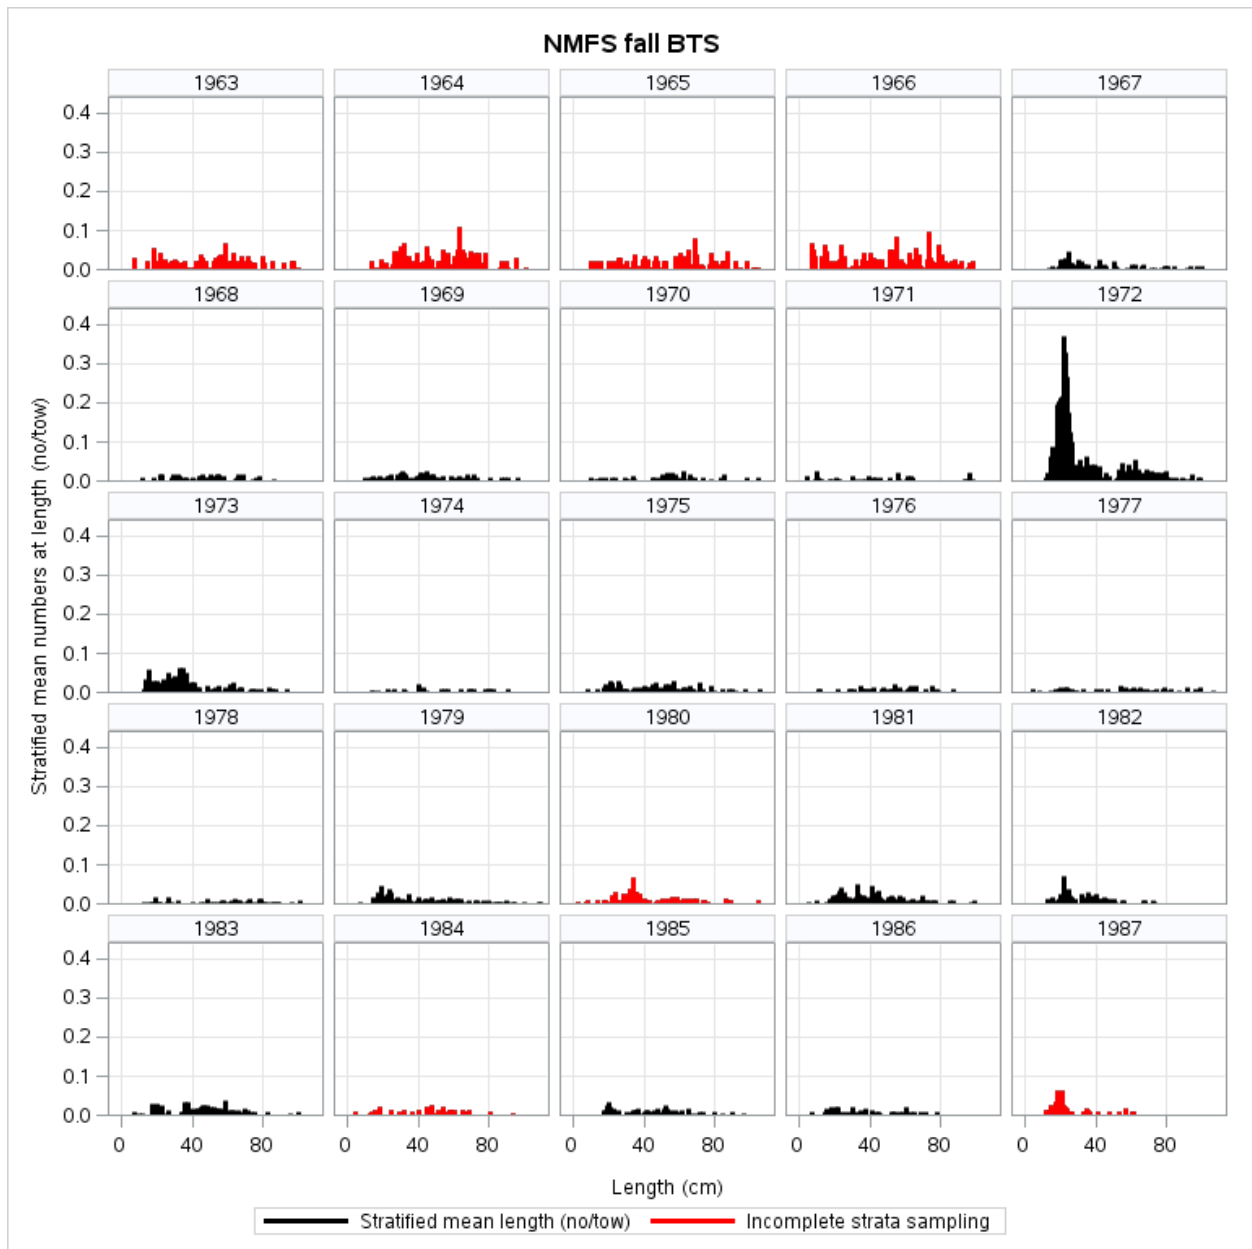 NMFS fall BTS
1963 1964 1965 1966 1967
0.4
0.3
0.2
0.1
0.0
1968 1969 1970 1971 1972
0.4
0.3
0.2
0.1
0.0
1973 1974 1975 1976 1977
0.4
0.3
0.2
0.1
0.0
1978 1979 1980 1981 1982
0.4
0.3
0.2
0.1
0.0
1983 1984 1985 1986 1987
0.4
0.3
0.2
0.1
0.0
0 40 80 0 40 80 0 40 80 0 40 80 0 40 80
Stratified mean numbers at length (no/tow)
Length (cm)
Stratified mean length (no/tow) Incomplete strata sampling